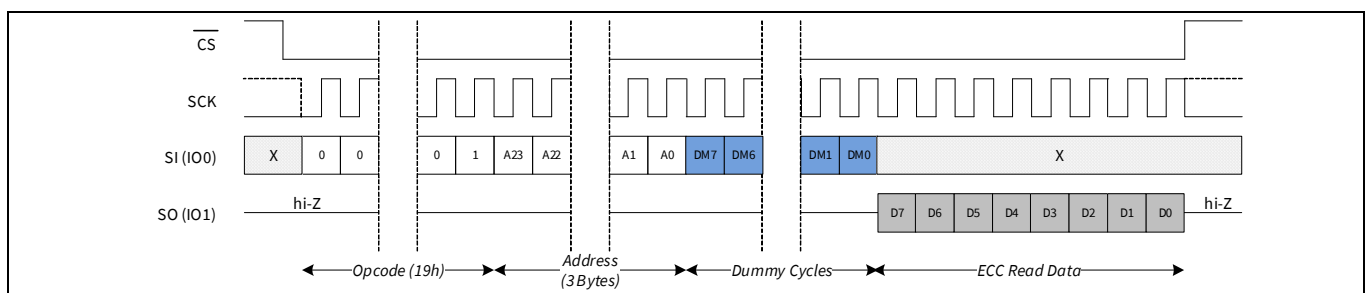 CS
SCK
SI (IO0) X 0 0 0 1 A23 A22 A1 A0 DM7 DM6 DM1 DM0 X
hi-Z hi-Z
SO (IO1) D7 D6 D5 D4 D3 D2 D1 D0
Opcode (19h) Address Dummy Cycles ECC Read Data
(3 Bytes)